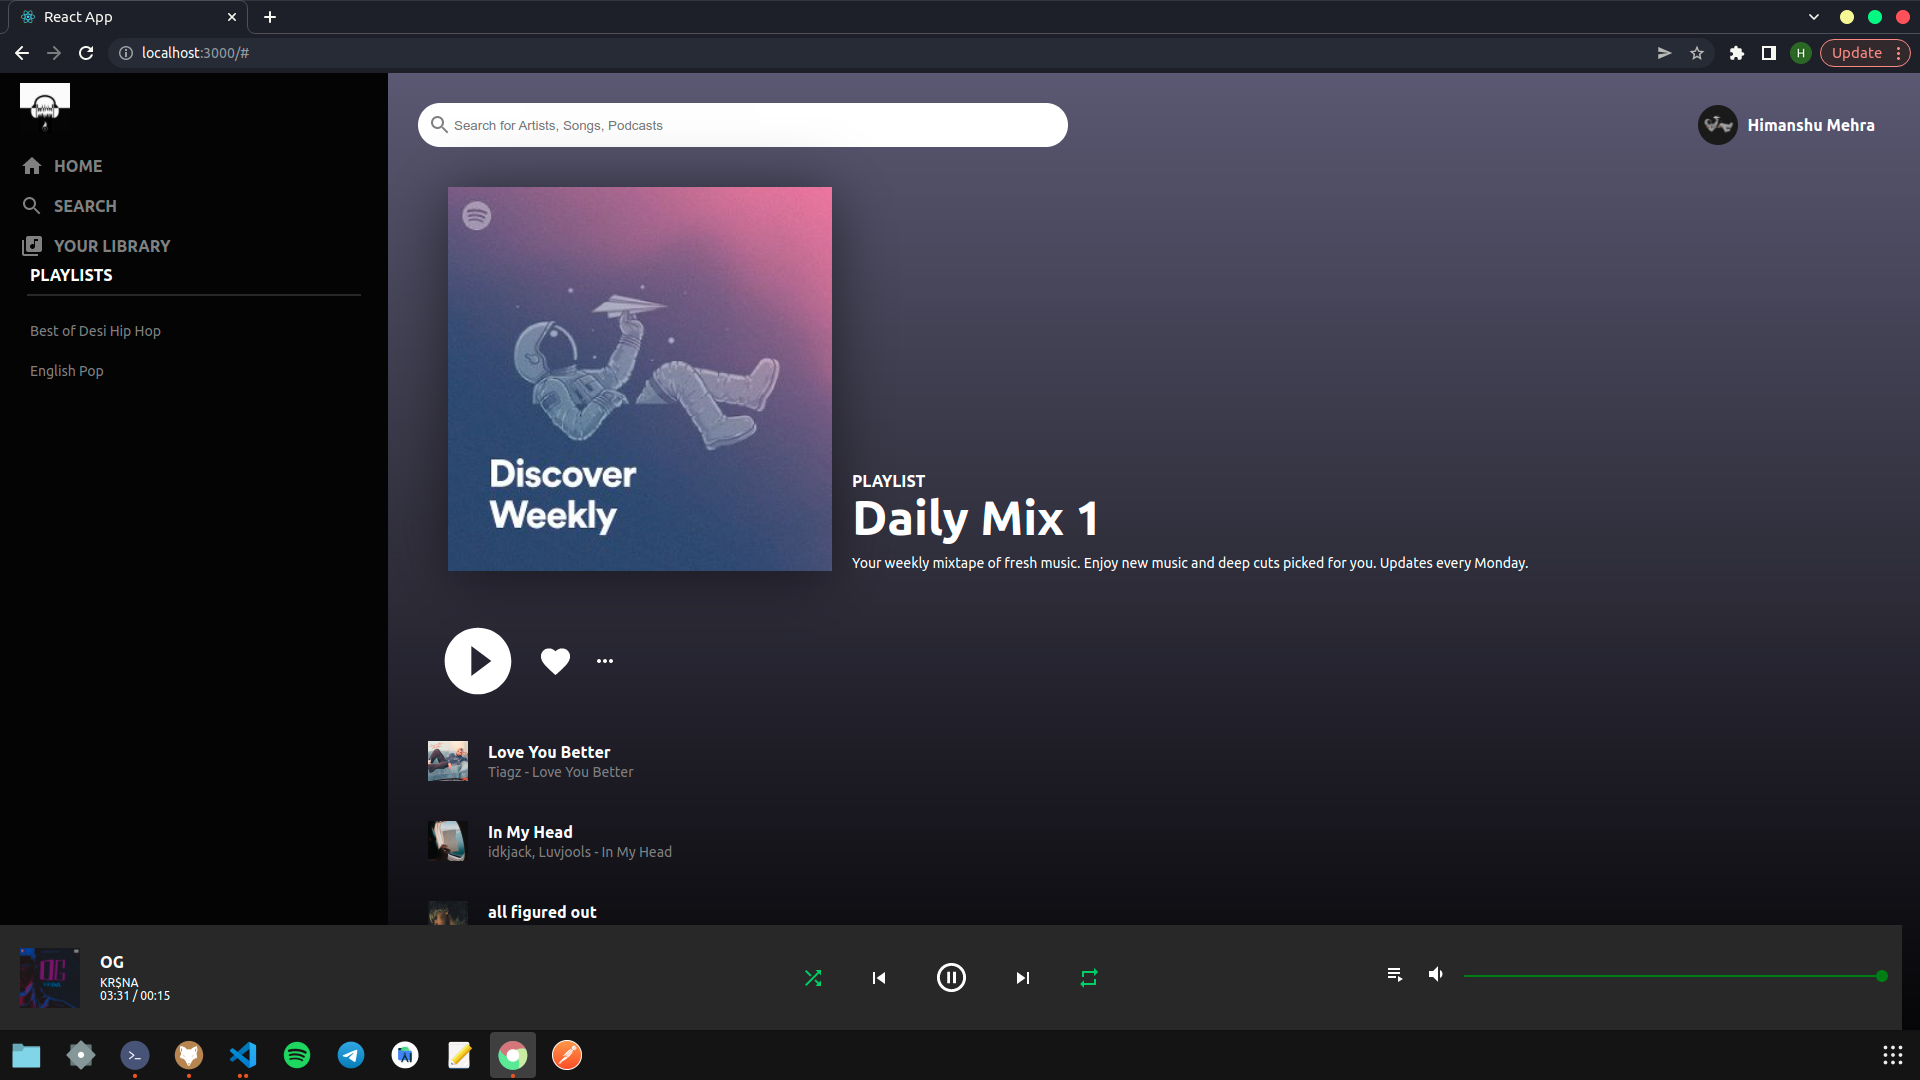 React App
localhost:3000/#
H
Update
Search for Artists, Songs, Podcasts
Himanshu Mehra
HOME
SEARCH
YOUR LIBRARY
PLAYLISTS
Best of Desi Hip Hop
English Pop
Discover
Weekly
PLAYLIST
Daily Mix 1
Your weekly mixtape of fresh music. Enjoy new music and deep cuts picked for you. Updates every Monday.
Love You Better
Tiagz - Love You Better
In My Head
idkjack, Luvjools - In My Head
all figured out
OG
OG
KR$NA
03:31 / 00:15